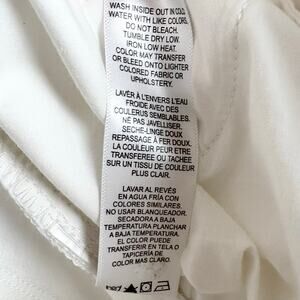 WASH INSIDE OUT IN COLD
WATER WITH LIKE COLORS.
DO NOT BLEACH.
TUMBLE DRY LOW.
IRON LOW HEAT.
COLOR MAY TRANSFER
OR BLEED ONTO LIGHTER
COLORED FABRIC OR
UPHOLSTERY.
LAVER À L'ENVERS L'EAU
FROIDE AVEC DES
COULERUS SEMBLABLES.
NE PAS JAVELLISER.
SECHE-LINGE DOUX
REPASSAGE À FER DOUX.
LA COULEUR PEUR ETRE
TRANSFEREE OU TACHEE
SUR UN TISSU DE COULEUR
PLUS CLAIR.
LAVAR AL REVÉS
EN AGUA FRÍA CON
COLORES SIMILARES.
NO USAR BLANQUEADOR.
SECADORA A BAJA
TEMPERATURA PLANCHAR
A BAJA TEMPERATURA.
EL COLOR PUEDE
TRANSFERIR EN TELA O
TAPICERÍA DE
COLOR MAS CLARO.